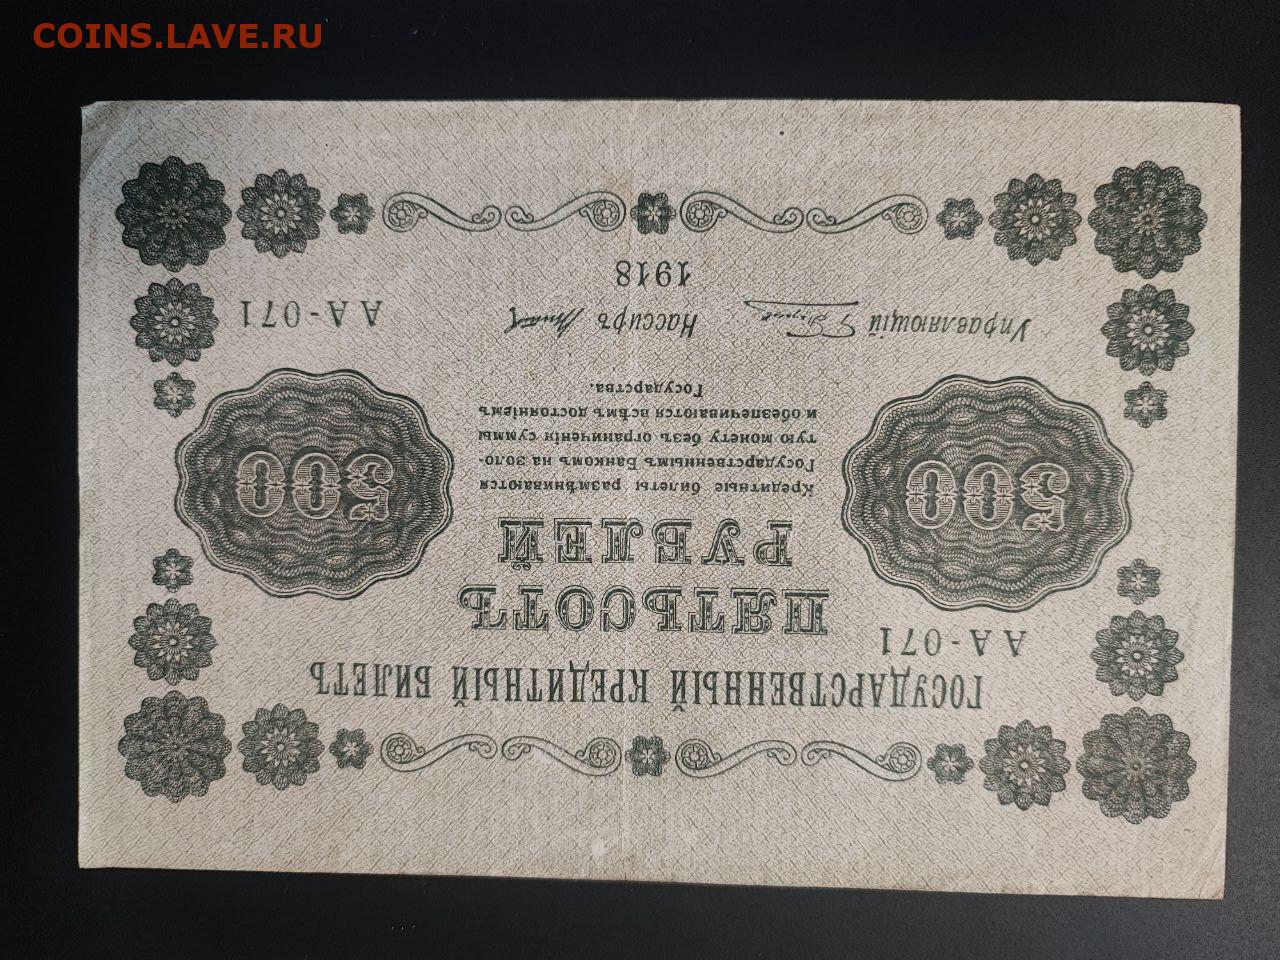 COINS.LAVE.RU
ГОСУДАРСТВЕННЫЙ КРЕДИТНЫЙ БИЛЕТЪ
АА-071
ПЯТЬСОТЪ
РУБЛЕЙ
500
500
Кредитные билеты размѣниваются
Государственнымъ Банкомъ на золо-
тую монету безъ ограниченія суммы
и обезпечиваются всѣмъ достояніемъ
Государства.
Управляющій
Кассиръ
АА-071
1918